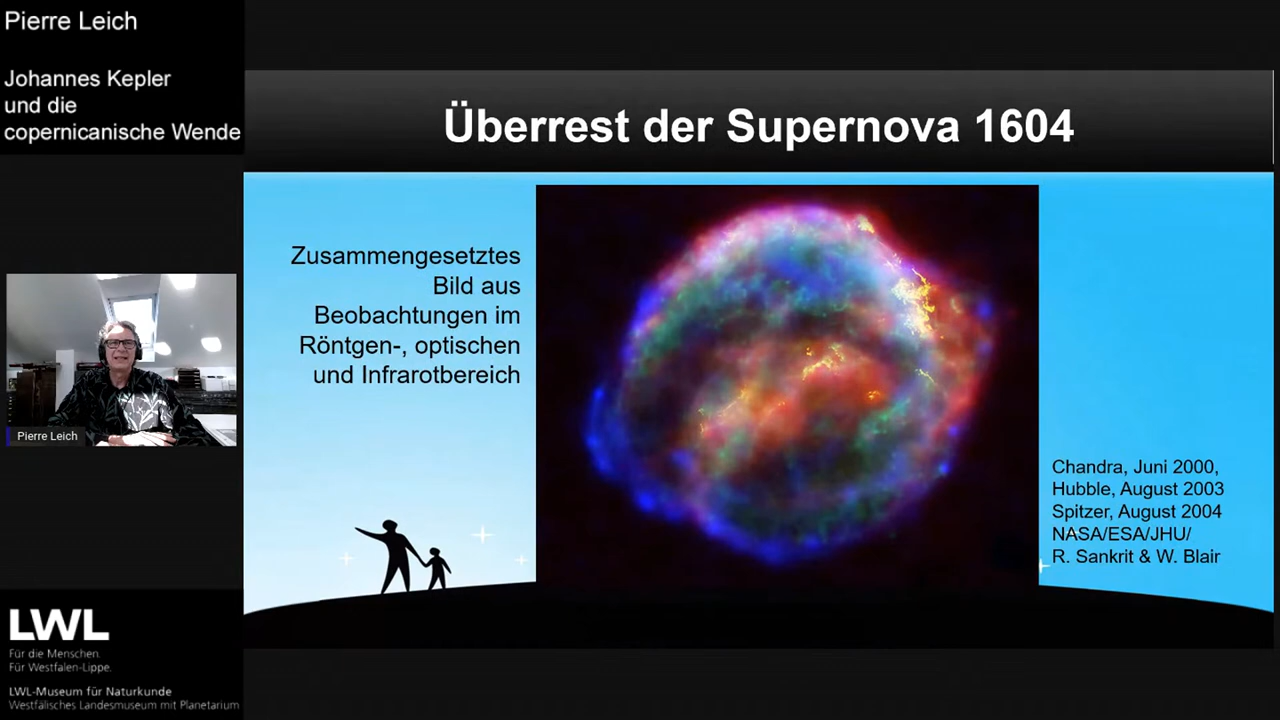 Pierre Leich
Johannes Kepler
und die
copernicanische Wende
Überrest der Supernova 1604
Zusammengesetztes
Bild aus
Beobachtungen im
Röntgen-, optischen
und Infrarotbereich
Chandra, Juni 2000,
Hubble, August 2003
Spitzer, August 2004
NASA/ESA/JHU/
R. Sankrit & W. Blair
Pierre Leich
LWL
Für die Menschen.
Für Westfalen-Lippe.
LWL-Museum für Naturkunde
Westfälisches Landesmuseum mit Planetarium